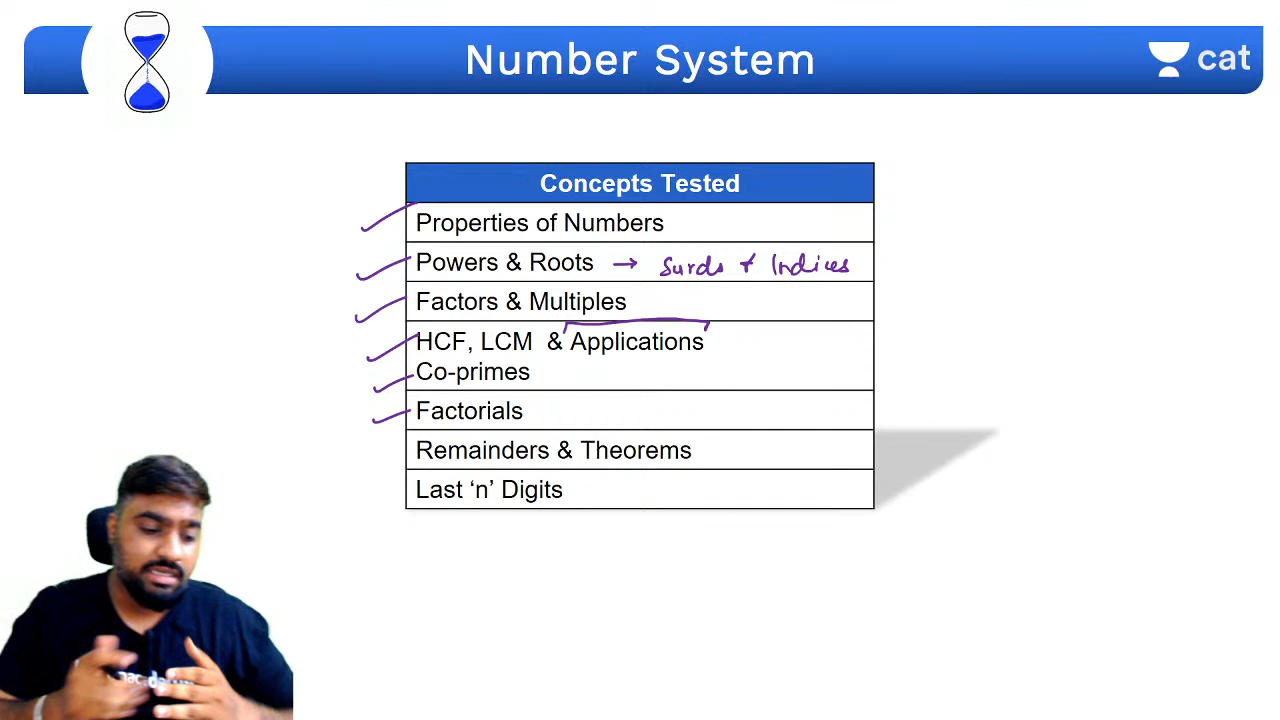 Number System
cat
Concepts Tested
Properties of Numbers
Powers & Roots → Surds & Indices
Factors & Multiples
HCF, LCM & Applications
Co-primes
Factorials
Remainders & Theorems
Last ‘n’ Digits